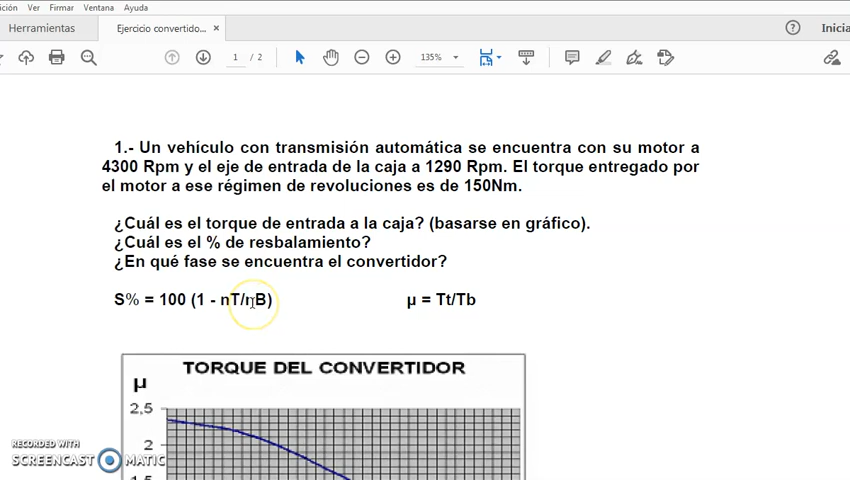 ición Ver Firmar Ventana Ayuda
Herramientas Ejercicio convertido... ×
Inicia
1 / 2 135%
1.- Un vehículo con transmisión automática se encuentra con su motor a
4300 Rpm y el eje de entrada de la caja a 1290 Rpm. El torque entregado por
el motor a ese régimen de revoluciones es de 150Nm.
¿Cuál es el torque de entrada a la caja? (basarse en gráfico).
¿Cuál es el % de resbalamiento?
¿En qué fase se encuentra el convertidor?
S% = 100 (1 - nT/nB) µ = Tt/Tb
TORQUE DEL CONVERTIDOR
µ
2,5
2
RECORDED WITH
SCREENCAST MATIC